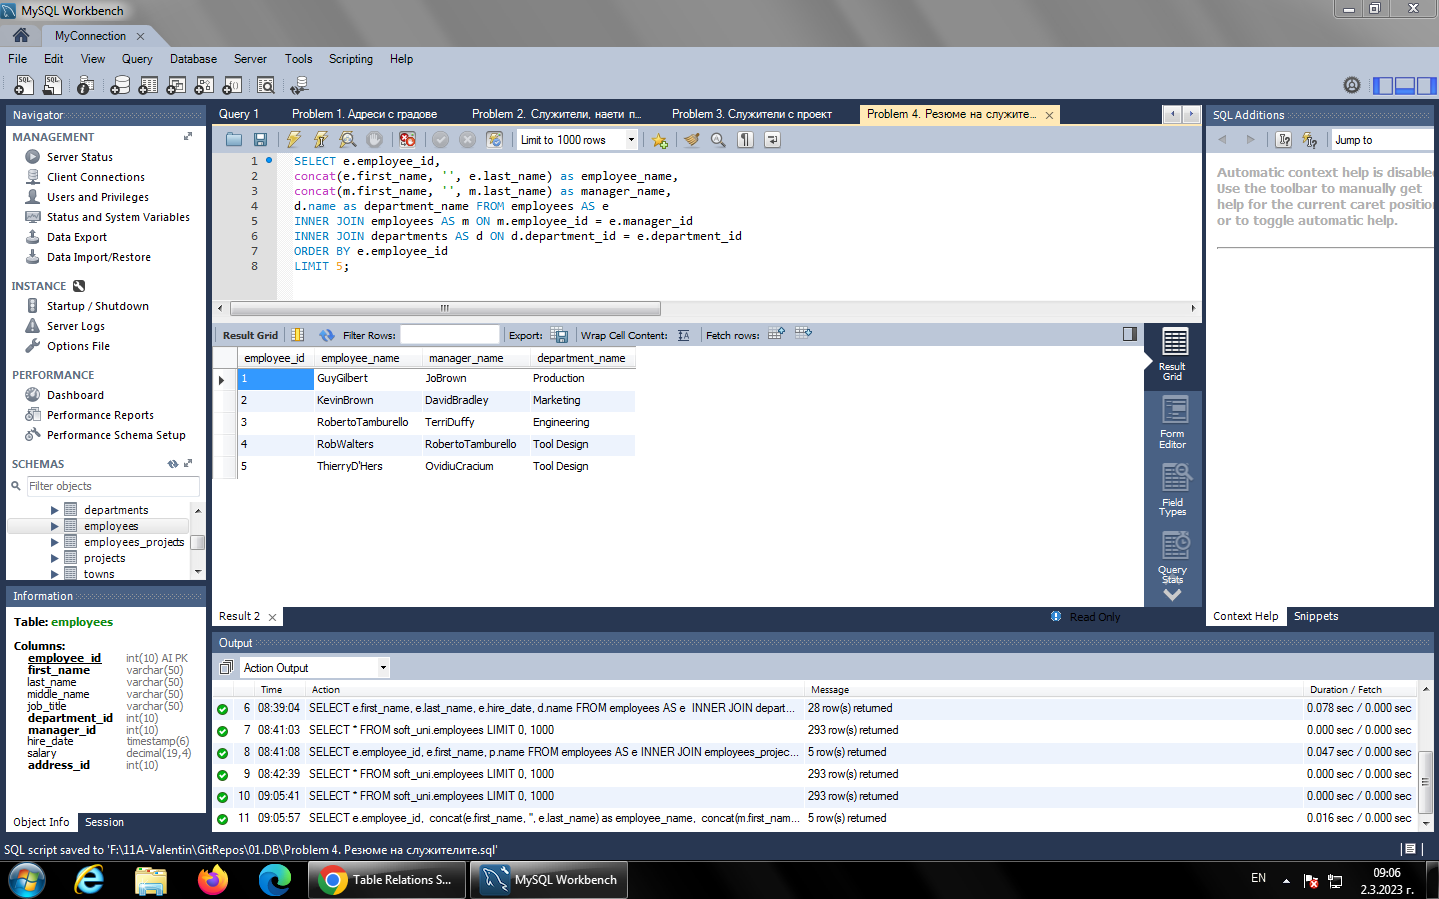 MySQL Workbench
MyConnection
File Edit View Query Database Server Tools Scripting Help
Navigator
MANAGEMENT
Server Status
Client Connections
Users and Privileges
Status and System Variables
Data Export
Data Import/Restore
INSTANCE
Startup / Shutdown
Server Logs
Options File
PERFORMANCE
Dashboard
Performance Reports
Performance Schema Setup
SCHEMAS
Filter objects
departments
employees
employees_projects
projects
towns
Information
Table: employees
Columns:
employee_id int(10) AI PK
first_name varchar(50)
last_name varchar(50)
middle_name varchar(50)
job_title varchar(50)
department_id int(10)
manager_id int(10)
hire_date timestamp(6)
salary decimal(19,4)
address_id int(10)
Object Info Session
Query 1 Problem 1. Адреси с градове Problem 2. Служители, наети п... Problem 3. Служители с проект Problem 4. Резюме на служите...
Limit to 1000 rows
1 SELECT e.employee_id,
2 concat(e.first_name, '', e.last_name) as employee_name,
3 concat(m.first_name, '', m.last_name) as manager_name,
4 d.name as department_name FROM employees AS e
5 INNER JOIN employees AS m ON m.employee_id = e.manager_id
6 INNER JOIN departments AS d ON d.department_id = e.department_id
7 ORDER BY e.employee_id
8 LIMIT 5;
Result Grid Filter Rows: Export: Wrap Cell Content: Fetch rows:
employee_id employee_name manager_name department_name
1 GuyGilbert JoBrown Production
2 KevinBrown DavidBradley Marketing
3 RobertoTamburello TerriDuffy Engineering
4 RobWalters RobertoTamburello Tool Design
5 ThierryD'Hers OvidiuCracium Tool Design
Result
Grid
Form
Editor
Field
Types
Query
Stats
Result 2 Read Only
SQL Additions
Jump to
Automatic context help is disabled
Use the toolbar to manually get
help for the current caret position
or to toggle automatic help.
Context Help Snippets
Output
Action Output
Time Action Message Duration / Fetch
6 08:39:04 SELECT e.first_name, e.last_name, e.hire_date, d.name FROM employees AS e INNER JOIN depart... 28 row(s) returned 0.078 sec / 0.000 sec
7 08:41:03 SELECT * FROM soft_uni.employees LIMIT 0, 1000 293 row(s) returned 0.000 sec / 0.000 sec
8 08:41:08 SELECT e.employee_id, e.first_name, p.name FROM employees AS e INNER JOIN employees_projec... 5 row(s) returned 0.047 sec / 0.000 sec
9 08:42:39 SELECT * FROM soft_uni.employees LIMIT 0, 1000 293 row(s) returned 0.000 sec / 0.000 sec
10 09:05:41 SELECT * FROM soft_uni.employees LIMIT 0, 1000 293 row(s) returned 0.000 sec / 0.000 sec
11 09:05:57 SELECT e.employee_id, concat(e.first_name, '', e.last_name) as employee_name, concat(m.first_nam... 5 row(s) returned 0.016 sec / 0.000 sec
SQL script saved to 'F:\11A-Valentin\GitRepos\01.DB\Problem 4. Резюме на служителите.sql'
Table Relations S... MySQL Workbench EN 09:06
2.3.2023 г.